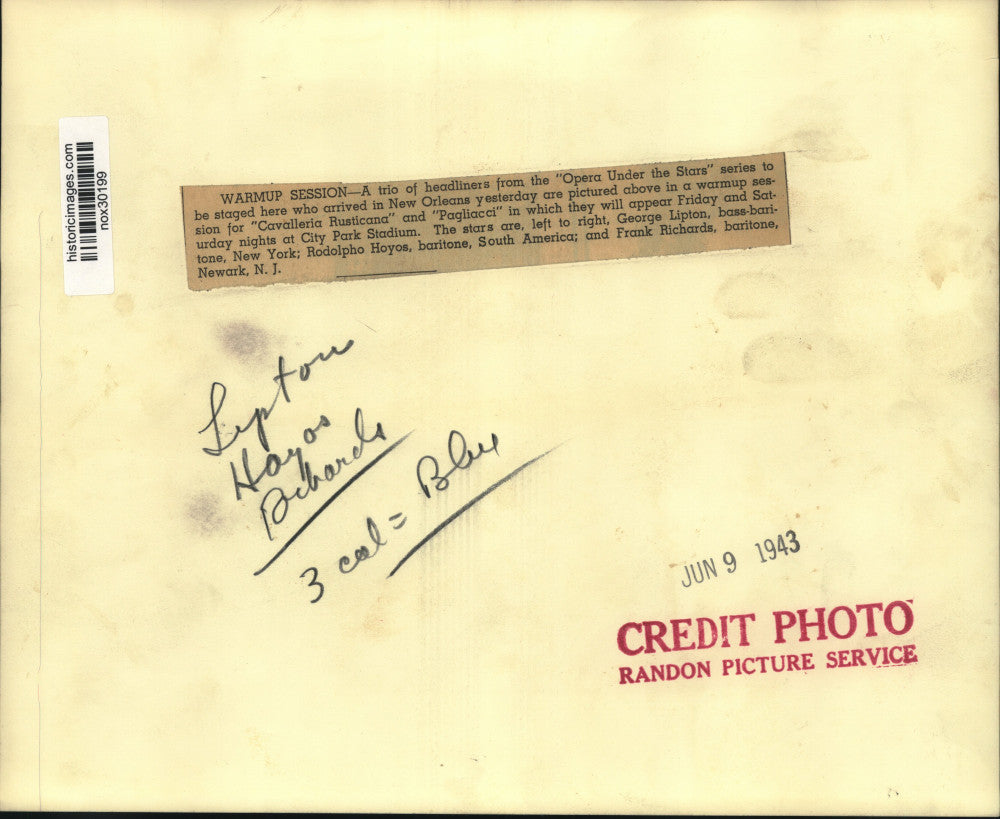 historicimages.com
nox30199
WARMUP SESSION—A trio of headliners from the "Opera Under the Stars" series to
be staged here who arrived in New Orleans yesterday are pictured above in a warmup ses-
sion for "Cavalleria Rusticana" and "Pagliacci" in which they will appear Friday and Sat-
urday nights at City Park Stadium. The stars are, left to right, George Lipton, bass-bari-
tone, New York; Rodolpho Hoyos, baritone, South America; and Frank Richards, baritone,
Newark, N. J.
Lipton
Hoyos
Richards
3 col =
JUN 9 1943
CREDIT PHOTO
RANDON PICTURE SERVICE